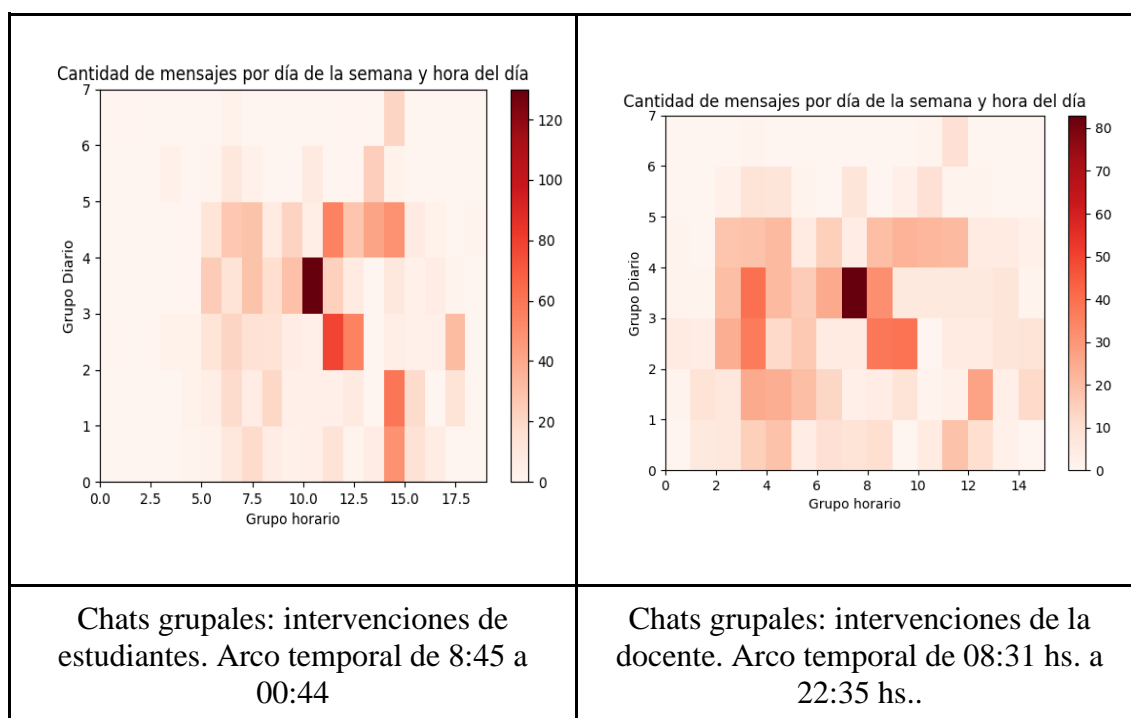 Cantidad de mensajes por día de la semana y hora del día
7
6
5
4
3
2
1
0
Grupo Diario
0.0 2.5 5.0 7.5 10.0 12.5 15.0 17.5
Grupo horario
120
100
80
60
40
20
0
Cantidad de mensajes por día de la semana y hora del día
7
6
5
4
3
2
1
0
Grupo Diario
0 2 4 6 8 10 12 14
Grupo horario
80
70
60
50
40
30
20
10
0
Chats grupales: intervenciones de
estudiantes. Arco temporal de 8:45 a
00:44
Chats grupales: intervenciones de la
docente. Arco temporal de 08:31 hs. a
22:35 hs..